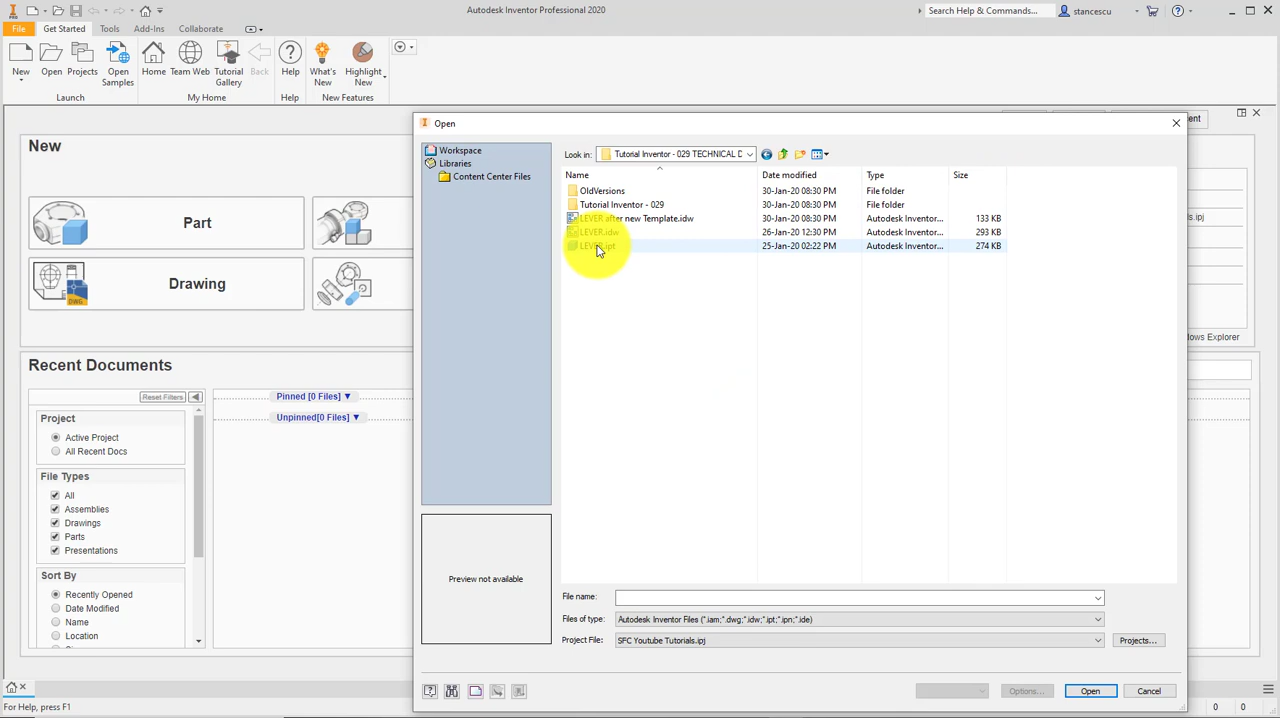 Autodesk Inventor Professional 2020
Search Help & Commands...
stancescu
File
Get Started
Tools
Add-Ins
Collaborate
New
Open
Projects
Open Samples
Home
Team Web
Tutorial Gallery
Back
Help
What's New
Highlight New
Launch
My Home
Help
New Features
New
Part
Drawing
Recent Documents
Reset Filters
Pinned [0 Files]
Unpinned[0 Files]
Project
Active Project
All Recent Docs
File Types
All
Assemblies
Drawings
Parts
Presentations
Sort By
Recently Opened
Date Modified
Name
Location
Open
Workspace
Libraries
Content Center Files
Look in: Tutorial Inventor - 029 TECHNICAL D
Name Date modified Type Size
OldVersions 30-Jan-20 08:30 PM File folder
Tutorial Inventor - 029 30-Jan-20 08:30 PM File folder
LEVER after new Template.idw 30-Jan-20 08:30 PM Autodesk Inventor... 133 KB
LEVER.idw 26-Jan-20 12:30 PM Autodesk Inventor... 293 KB
LEVER.ipt 25-Jan-20 02:22 PM Autodesk Inventor... 274 KB
Preview not available
File name:
Files of type: Autodesk Inventor Files (*.iam;*.dwg;*.idw;*.ipt;*.ipn;*.ide)
Project File: SFC Youtube Tutorials.ipj Projects...
Options... Open Cancel
For Help, press F1
0 0